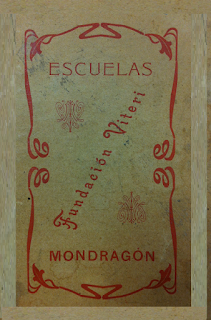 ESCUELAS
Fundación Viteri
MONDRAGÓN